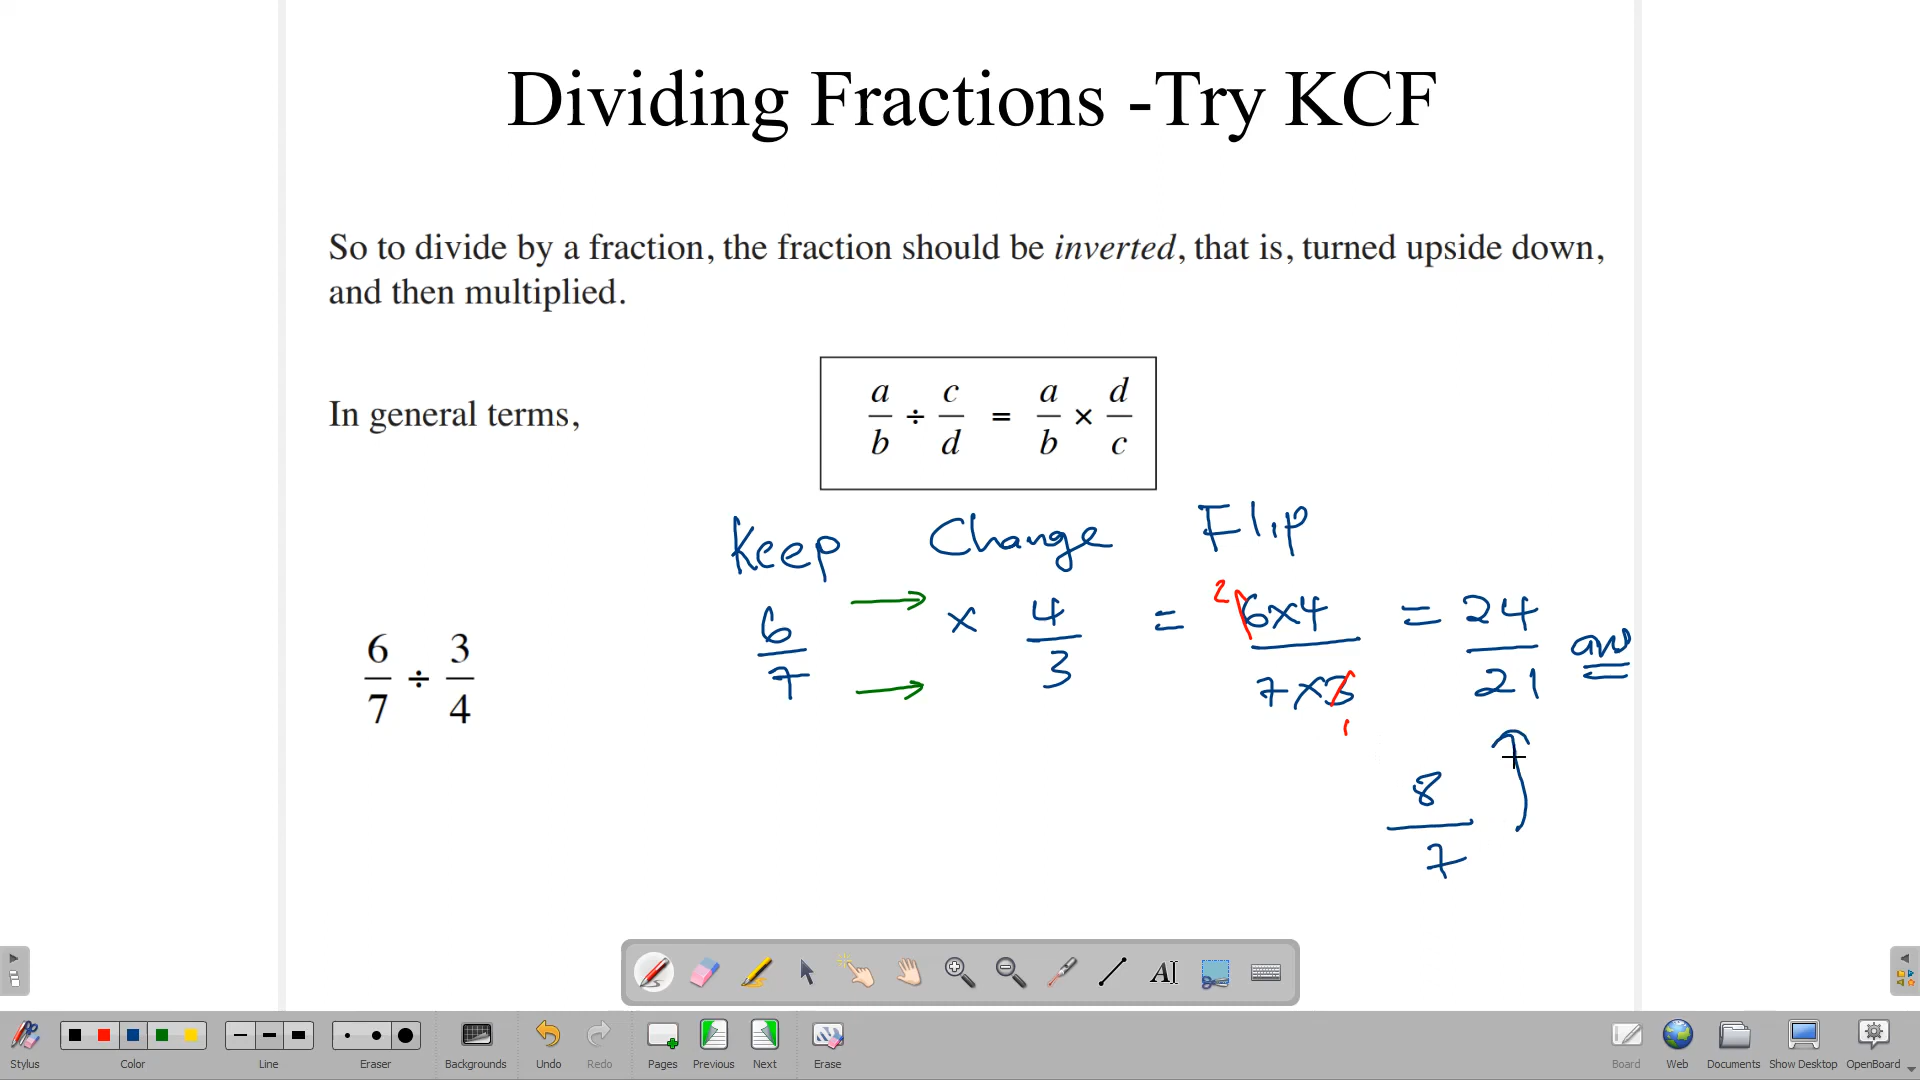 Dividing Fractions -Try KCF
So to divide by a fraction, the fraction should be inverted, that is, turned upside down,
and then multiplied.
In general terms,
a/b ÷ c/d = a/b × d/c
Keep Change Flip
6/7 ÷ 3/4
6/7 → → × 4/3 = 2 6×4/7×3 1 = 24/21 ans
8/7
Stylus Color Line Eraser Backgrounds Undo Redo Pages Previous Next Erase Board Web Documents Show Desktop OpenBoard